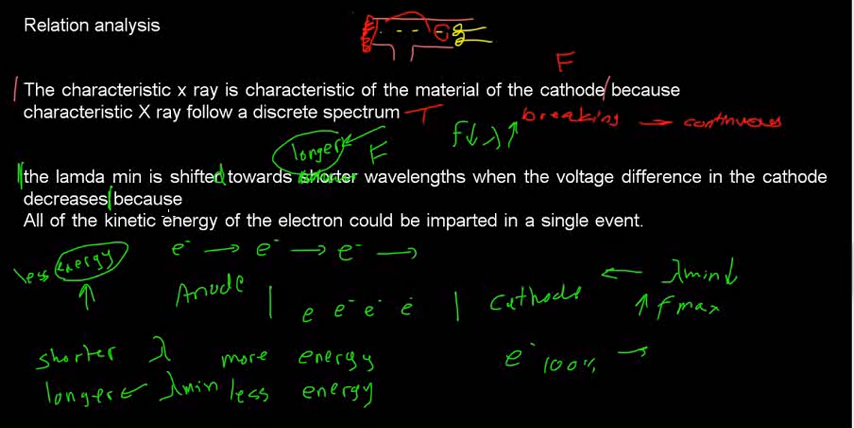 Relation analysis
F
The characteristic x ray is characteristic of the material of the cathode because
characteristic X ray follow a discrete spectrum T breaking → continuous
longer F f↓ λ↑
the lamda min is shifted towards shorter wavelengths when the voltage difference in the cathode
decreases because
All of the kinetic energy of the electron could be imparted in a single event.
e⁻ → e⁻ → e⁻ →
less energy ← λmin↓
↑ Anode | e e⁻ e⁻ e⁻ | Cathode ↑ f max
shorter λ more energy e⁻ 100% →
longer ← λmin less energy